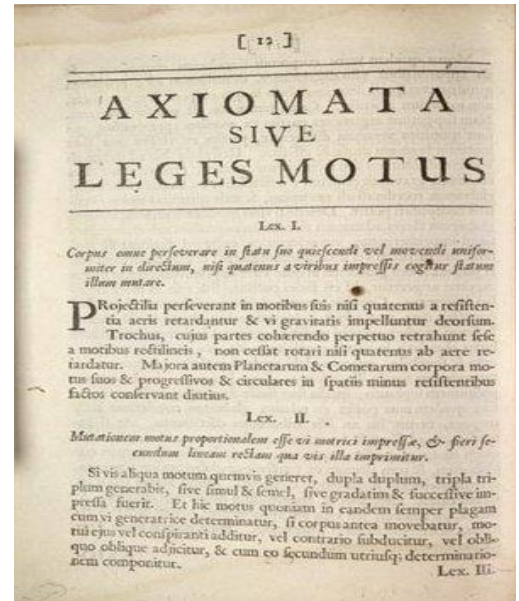 [ 12 ]
AXIOMATA
SIVE
LEGES MOTUS
Lex. I.
Corpus omne perſeverare in ſtatu ſuo quieſcendi vel movendi unifor-
miter in directum, niſi quatenus a viribus impreſſis cogitur ſtatum
illum mutare.
PRojectilia perſeverant in motibus ſuis niſi quatenus a reſiſten-
tia aeris retardantur & vi gravitatis impelluntur deorſum.
Trochus, cujus partes cohærendo perpetuo retrahunt ſeſe
a motibus rectilineis , non ceſſat rotari niſi quatenus ab aere re-
tardatur. Majora autem Planetarum & Cometarum corpora mo-
tus ſuos & progreſſivos & circulares in ſpatiis minus reſiſtentibus
factos conſervant diutius.
Lex. II.
Mutationem motus proportionalem eſſe vi motrici impreſſæ, & fieri ſe-
cundum lineam rectam qua vis illa imprimitur.
Si vis aliqua motum quemvis generet, dupla duplum, tripla tri-
plum generabit, ſive ſimul & ſemel, ſive gradatim & ſucceſſive im-
preſſa fuerit. Et hic motus quoniam in eandem ſemper plagam
cum vi generatrice determinatur, ſi corpus antea movebatur, mo-
tui ejus vel conſpiranti additur, vel contrario ſubducitur, vel obli-
quo oblique adjicitur, & cum eo ſecundum utriuſq; determinatio-
nem componitur.
Lex. III.